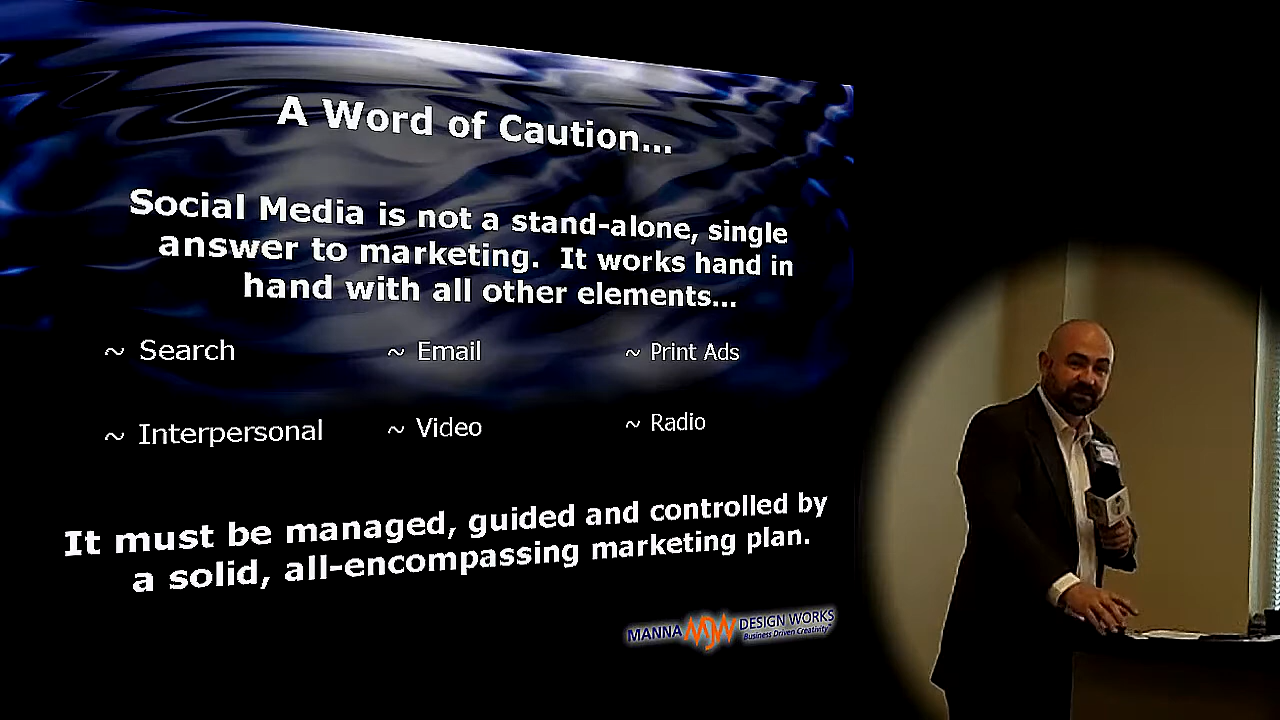 A Word of Caution...
Social Media is not a stand-alone, single
answer to marketing.  It works hand in
hand with all other elements...
~ Search ~ Email ~ Print Ads
~ Interpersonal ~ Video ~ Radio
It must be managed, guided and controlled by
a solid, all-encompassing marketing plan.
MANNA MDW DESIGN WORKS
Business Driven Creativity